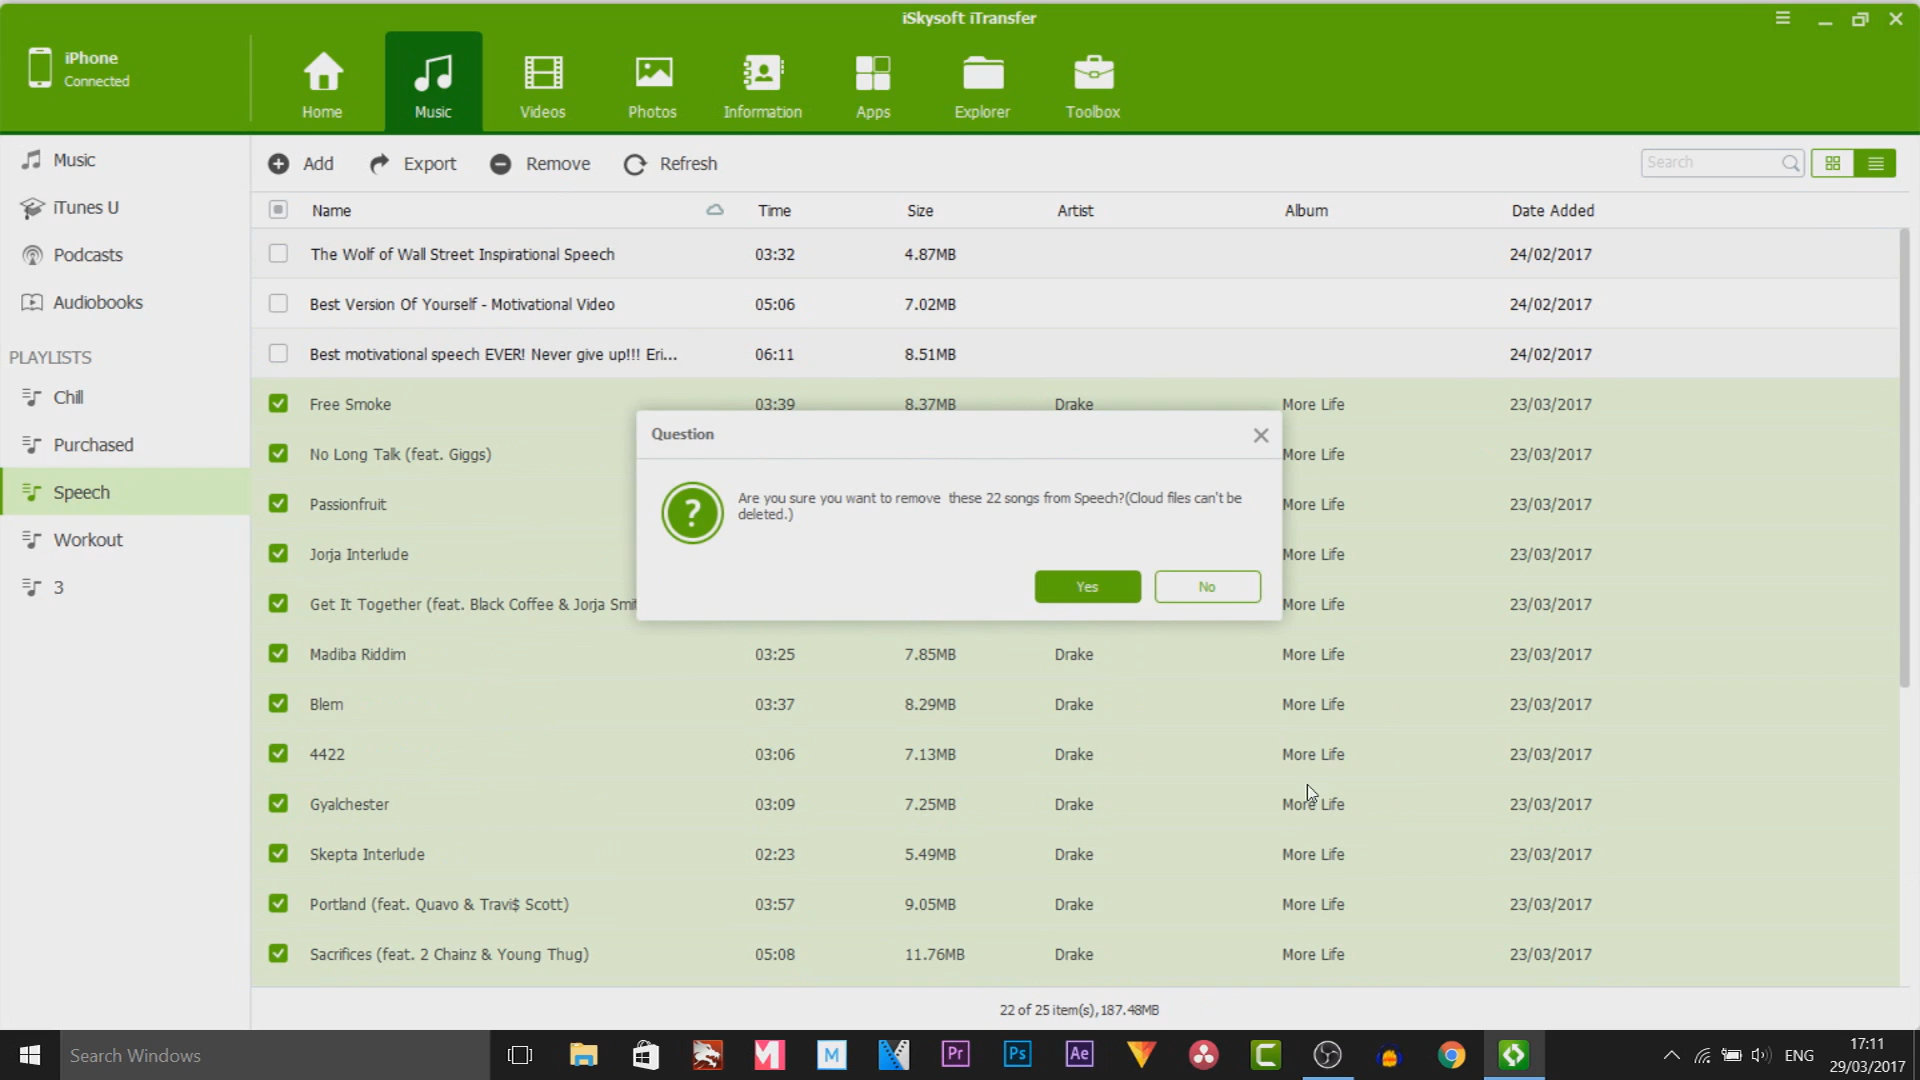 iSkysoft iTransfer
iPhone
Connected
Home
Music
Videos
Photos
Information
Apps
Explorer
Toolbox
Music
iTunes U
Podcasts
Audiobooks
PLAYLISTS
Chill
Purchased
Speech
Workout
3
Add
Export
Remove
Refresh
Search
Name Time Size Artist Album Date Added
The Wolf of Wall Street Inspirational Speech 03:32 4.87MB 24/02/2017
Best Version Of Yourself - Motivational Video 05:06 7.02MB 24/02/2017
Best motivational speech EVER! Never give up!!! Eri... 06:11 8.51MB 24/02/2017
Free Smoke 03:39 8.37MB Drake More Life 23/03/2017
No Long Talk (feat. Giggs) More Life 23/03/2017
Passionfruit More Life 23/03/2017
Jorja Interlude More Life 23/03/2017
Get It Together (feat. Black Coffee & Jorja Smit More Life 23/03/2017
Madiba Riddim 03:25 7.85MB Drake More Life 23/03/2017
Blem 03:37 8.29MB Drake More Life 23/03/2017
4422 03:06 7.13MB Drake More Life 23/03/2017
Gyalchester 03:09 7.25MB Drake More Life 23/03/2017
Skepta Interlude 02:23 5.49MB Drake More Life 23/03/2017
Portland (feat. Quavo & Travi$ Scott) 03:57 9.05MB Drake More Life 23/03/2017
Sacrifices (feat. 2 Chainz & Young Thug) 05:08 11.76MB Drake More Life 23/03/2017
Question
?
Are you sure you want to remove these 22 songs from Speech?(Cloud files can't be
deleted.)
Yes
No
22 of 25 item(s),187.48MB
Search Windows
M
Pr
Ps
Ae
C
ENG
17:11
29/03/2017